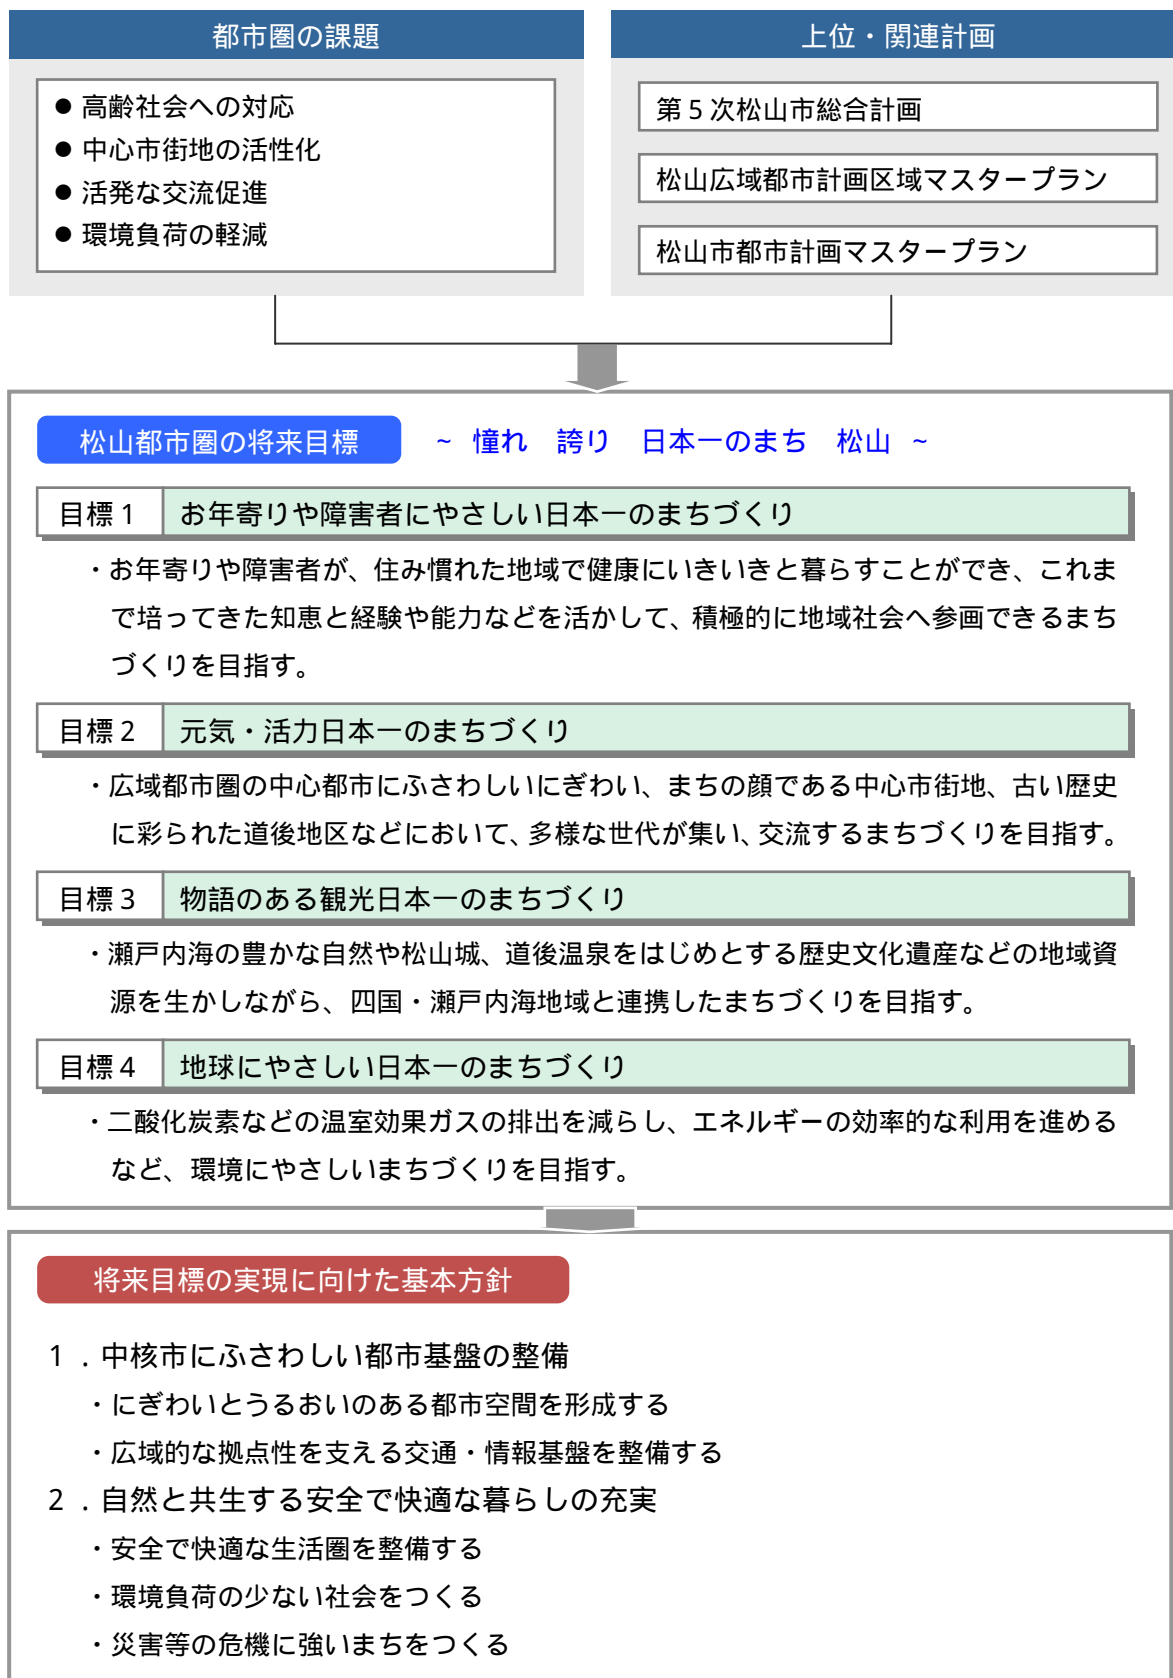 都市圏の課題
● 高齢社会への対応
● 中心市街地の活性化
● 活発な交流促進
● 環境負荷の軽減
上位・関連計画
第5次松山市総合計画
松山広域都市計画区域マスタープラン
松山市都市計画マスタープラン
松山都市圏の将来目標 ~ 憧れ 誇り 日本一のまち 松山 ~
目標1 お年寄りや障害者にやさしい日本一のまちづくり
・お年寄りや障害者が、住み慣れた地域で健康にいきいきと暮らすことができ、これま
で培ってきた知恵と経験や能力などを活かして、積極的に地域社会へ参画できるまち
づくりを目指す。
目標2 元気・活力日本一のまちづくり
・広域都市圏の中心都市にふさわしいにぎわい、まちの顔である中心市街地、古い歴史
に彩られた道後地区などにおいて、多様な世代が集い、交流するまちづくりを目指す。
目標3 物語のある観光日本一のまちづくり
・瀬戸内海の豊かな自然や松山城、道後温泉をはじめとする歴史文化遺産などの地域資
源を生かしながら、四国・瀬戸内海地域と連携したまちづくりを目指す。
目標4 地球にやさしい日本一のまちづくり
・二酸化炭素などの温室効果ガスの排出を減らし、エネルギーの効率的な利用を進める
など、環境にやさしいまちづくりを目指す。
将来目標の実現に向けた基本方針
1．中核市にふさわしい都市基盤の整備
・にぎわいとうるおいのある都市空間を形成する
・広域的な拠点性を支える交通・情報基盤を整備する
2．自然と共生する安全で快適な暮らしの充実
・安全で快適な生活圏を整備する
・環境負荷の少ない社会をつくる
・災害等の危機に強いまちをつくる